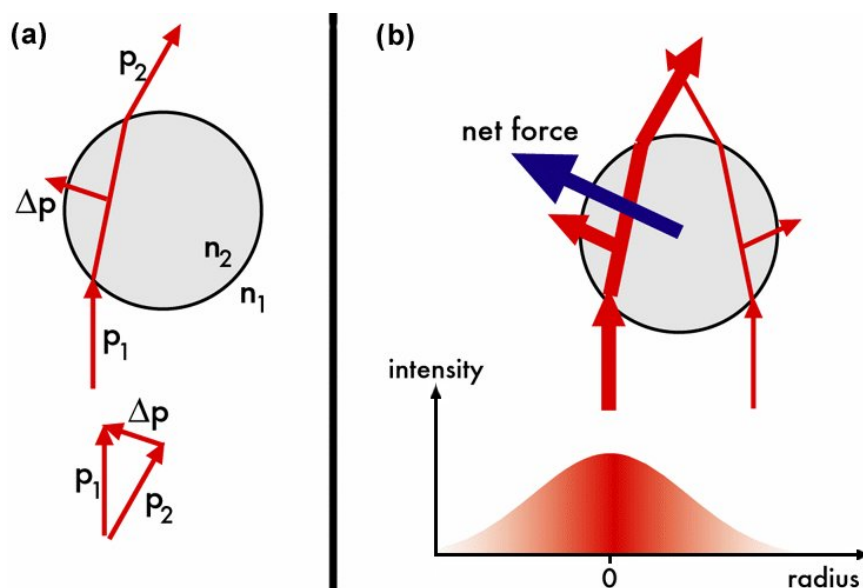 (a)
p₂
Δp
n₂
n₁
p₁
Δp
p₁
p₂
(b)
net force
intensity
0
radius